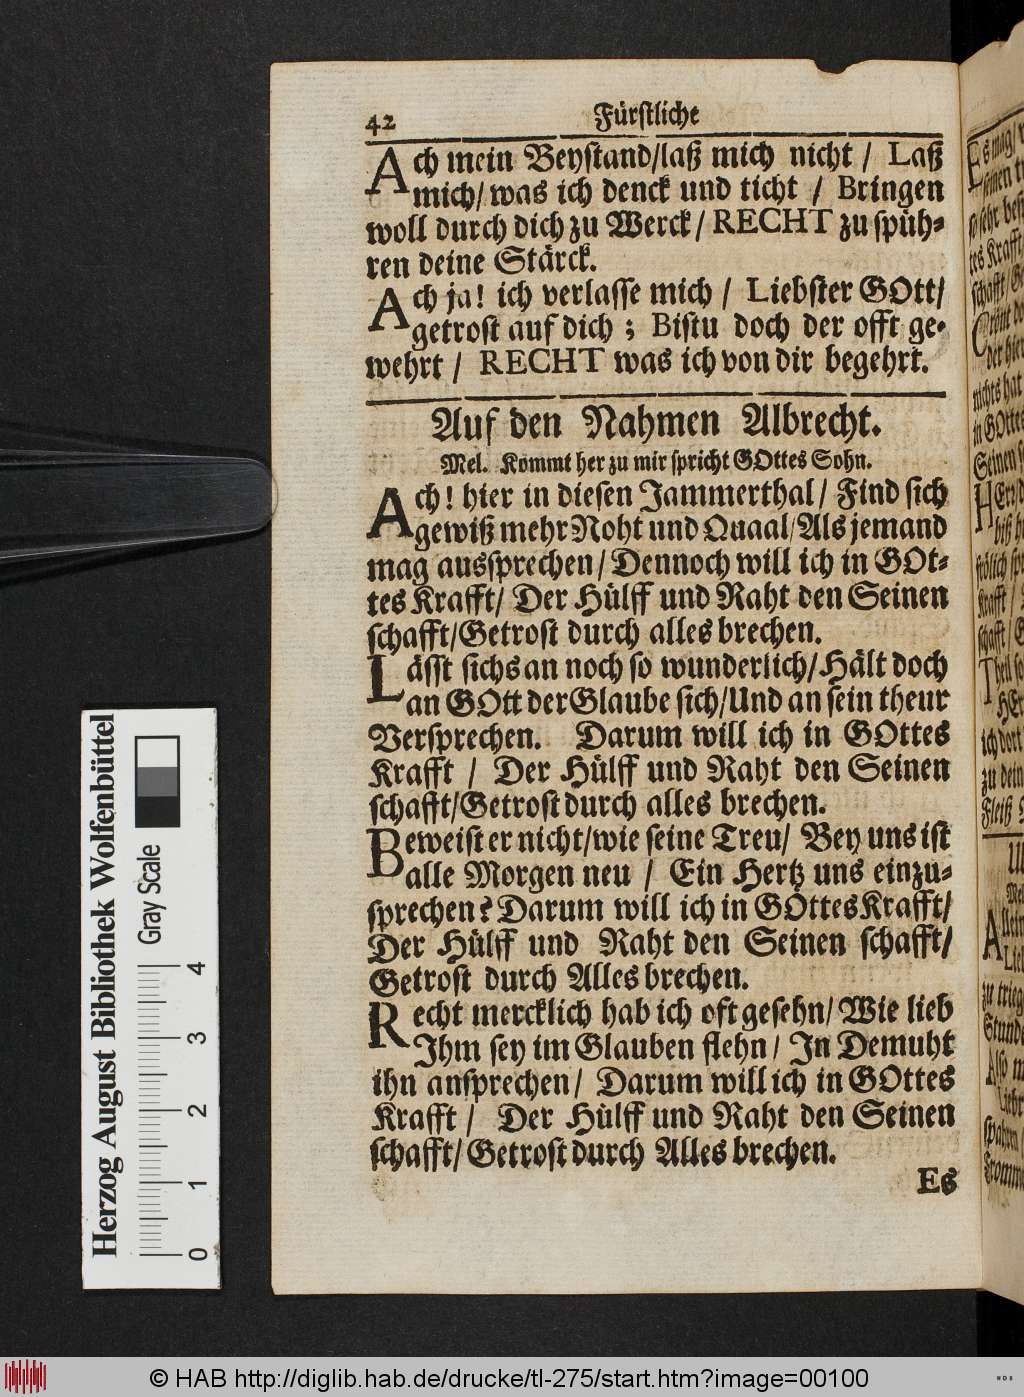 42 Fürstliche
Ach mein Beystand/laß mich nicht / Laß
mich/ was ich denck und ticht / Bringen
woll durch dich zu Werck/ RECHT zu spüh-
ren deine Stärck.
Ach ja! ich verlasse mich / Liebster GOtt/
getrost auf dich ; Bistu doch der offt ge-
wehrt / RECHT was ich von dir begehrt.
Auf den Nahmen Albrecht.
Mel. Kommt her zu mir spricht GOttes Sohn.
Ach! hier in diesen Jammerthal/ Find sich
gewiß mehr Noht und Quaal/Als jemand
mag aussprechen/ Dennoch will ich in GOt-
tes Krafft/ Der Hülff und Raht den Seinen
schafft/Getrost durch alles brechen.
Lässt sichs an noch so wunderlich/Hält doch
an GOtt der Glaube sich/Und an sein theur
Versprechen. Darum will ich in GOttes
Krafft / Der Hülff und Raht den Seinen
schafft/Getrost durch alles brechen.
Beweist er nicht/wie seine Treu/ Bey uns ist
alle Morgen neu / Ein Hertz uns einzu-
sprechen? Darum will ich in GOttes Krafft/
Der Hülff und Raht den Seinen schafft/
Getrost durch Alles brechen.
Recht mercklich hab ich oft gesehn/ Wie lieb
Ihm sey im Glauben flehn/ In Demuht
ihn ansprechen/ Darum will ich in GOttes
Krafft / Der Hülff und Raht den Seinen
schafft/ Getrost durch Alles brechen.
Es
Herzog August Bibliothek Wolfenbüttel
Gray Scale
0 1 2 3 4
© HAB http://diglib.hab.de/drucke/tl-275/start.htm?image=00100